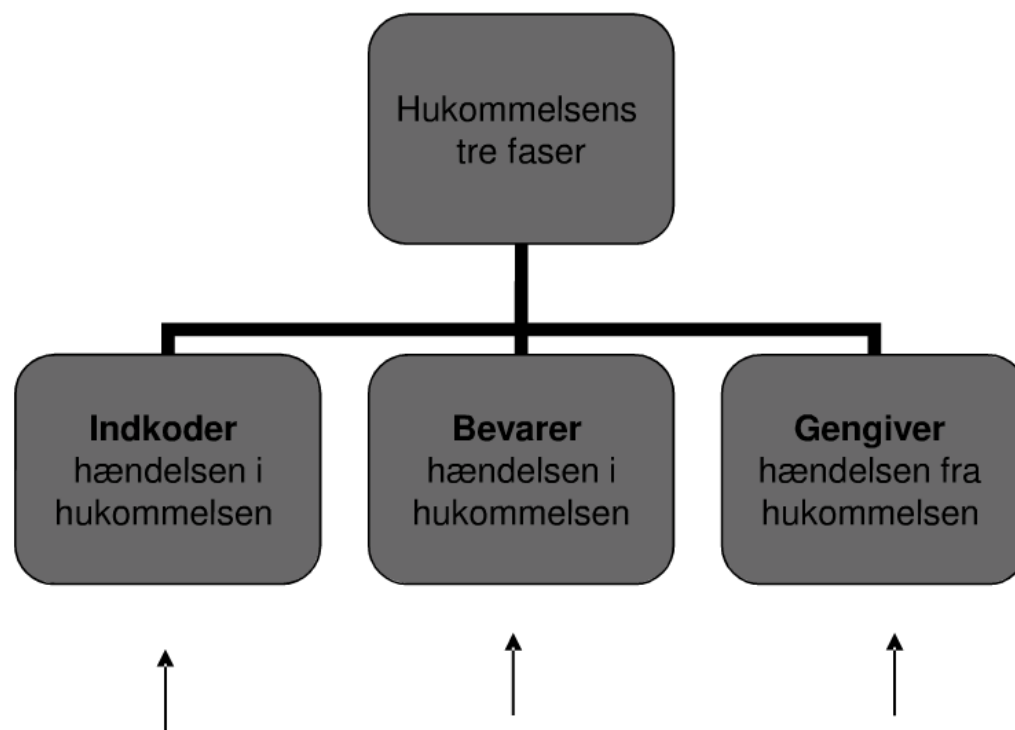 Hukommelsens
tre faser
Indkoder
hændelsen i
hukommelsen
Bevarer
hændelsen i
hukommelsen
Gengiver
hændelsen fra
hukommelsen